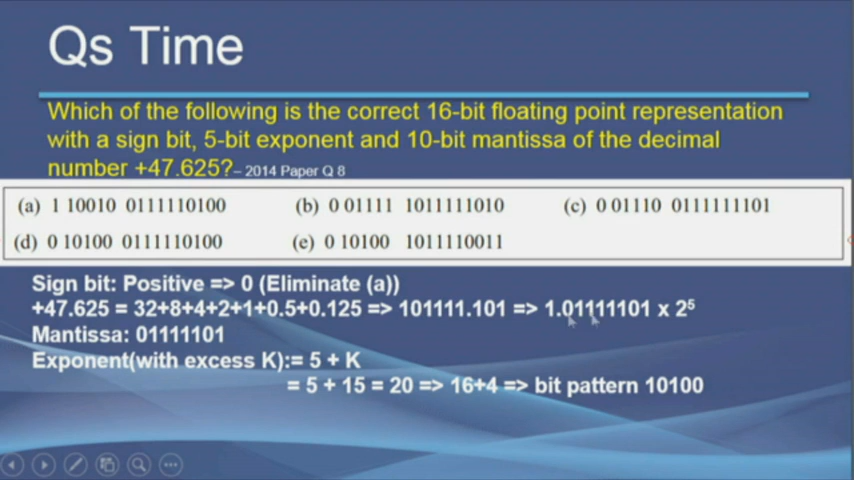 Qs Time
Which of the following is the correct 16-bit floating point representation
with a sign bit, 5-bit exponent and 10-bit mantissa of the decimal
number +47.625?– 2014 Paper Q 8
(a) 1 10010 0111110100 (b) 0 01111 1011111010 (c) 0 01110 0111111101
(d) 0 10100 0111110100 (e) 0 10100 1011110011
Sign bit: Positive => 0 (Eliminate (a))
+47.625 = 32+8+4+2+1+0.5+0.125 => 101111.101 => 1.01111101 x 2⁵
Mantissa: 01111101
Exponent(with excess K):= 5 + K
= 5 + 15 = 20 => 16+4 => bit pattern 10100